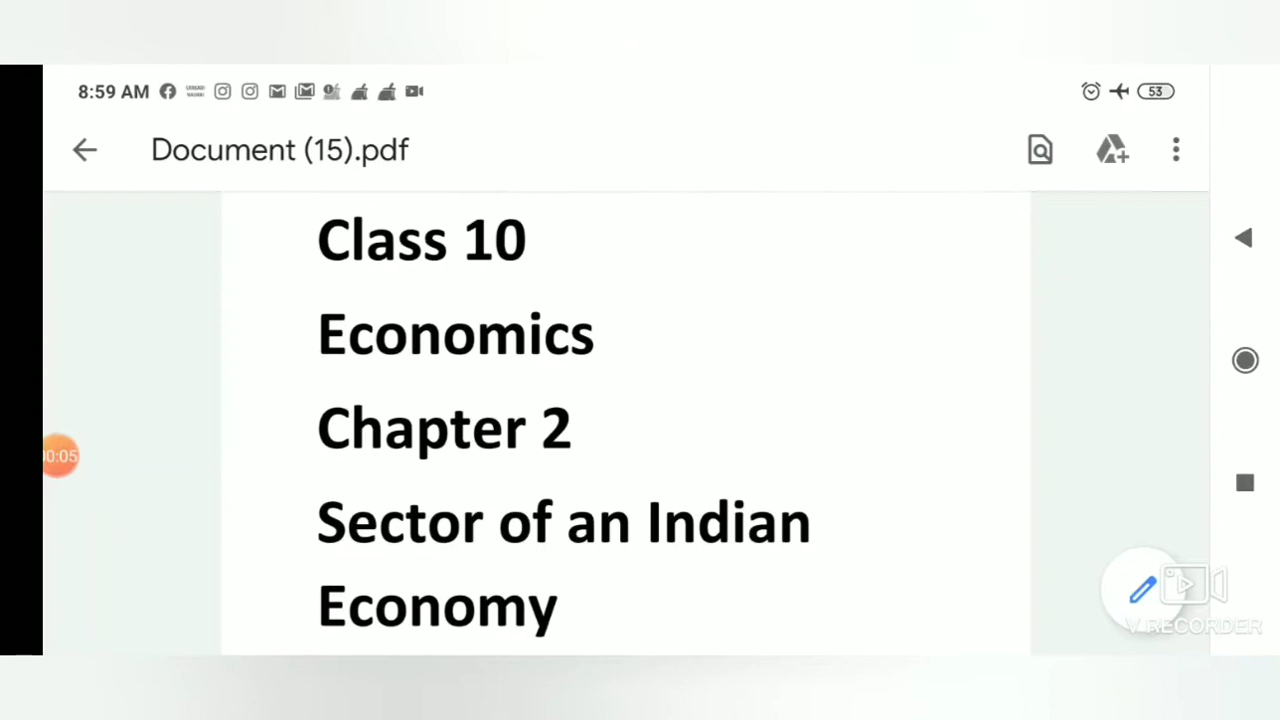 8:59 AM
53
Document (15).pdf
Class 10
Economics
Chapter 2
Sector of an Indian
Economy
00:05
V RECORDER